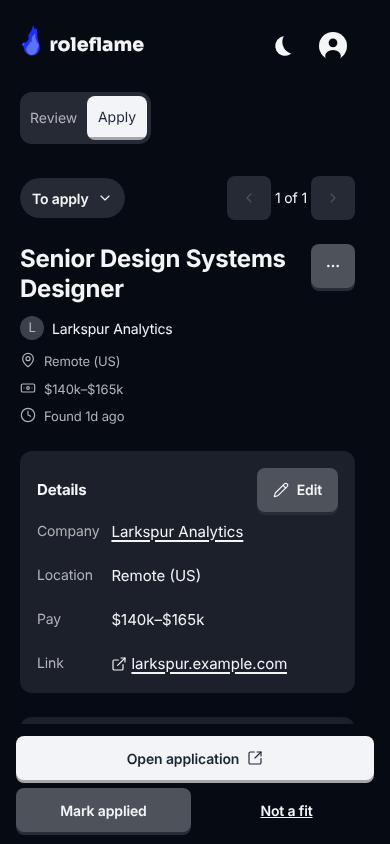 roleflame
Review Apply
To apply
1 of 1
Senior Design Systems
Designer
...
L Larkspur Analytics
Remote (US)
$140k–$165k
Found 1d ago
Details
Edit
Company Larkspur Analytics
Location Remote (US)
Pay $140k–$165k
Link larkspur.example.com
Open application
Mark applied Not a fit